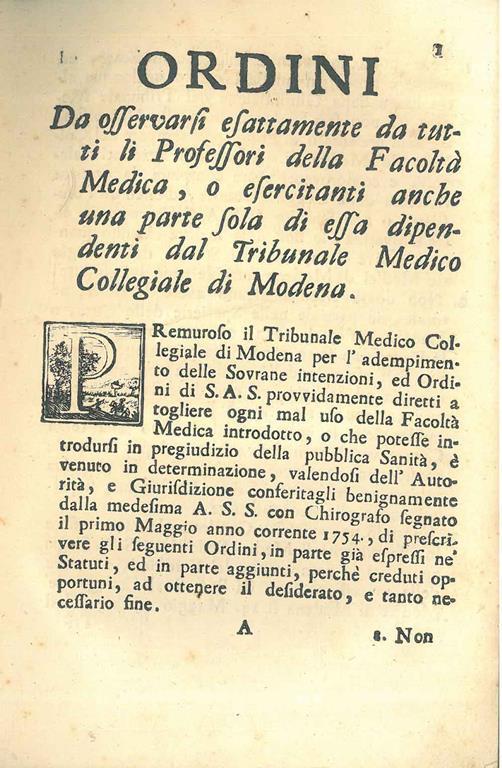 1
ORDINI
Da oſſervarſi eſattamente da tut-
ti li Profeſſori della Facoltà
Medica, o eſercitanti anche
una parte ſola di eſſa dipen-
denti dal Tribunale Medico
Collegiale di Modena.
PRemuroſo il Tribunale Medico Col-
legiale di Modena per l' adempimen-
to delle Sovrane intenzioni, ed Ordi-
ni di S. A. S. provvidamente diretti a
togliere ogni mal uſo della Facoltà
Medica introdotto, o che poteſſe in-
trodurſi in pregiudizio della pubblica Sanità, è
venuto in determinazione, valendoſi dell' Auto-
rità, e Giuriſdizione conferitagli benignamente
dalla medeſima A. S. S. con Chirografo ſegnato
il primo Maggio anno corrente 1754., di preſcri-
vere gli ſeguenti Ordini, in parte già eſpreſſi ne'
Statuti, ed in parte aggiunti, perchè creduti op-
portuni, ad ottenere il deſiderato, e tanto ne-
ceſſario fine.
A
1. Non